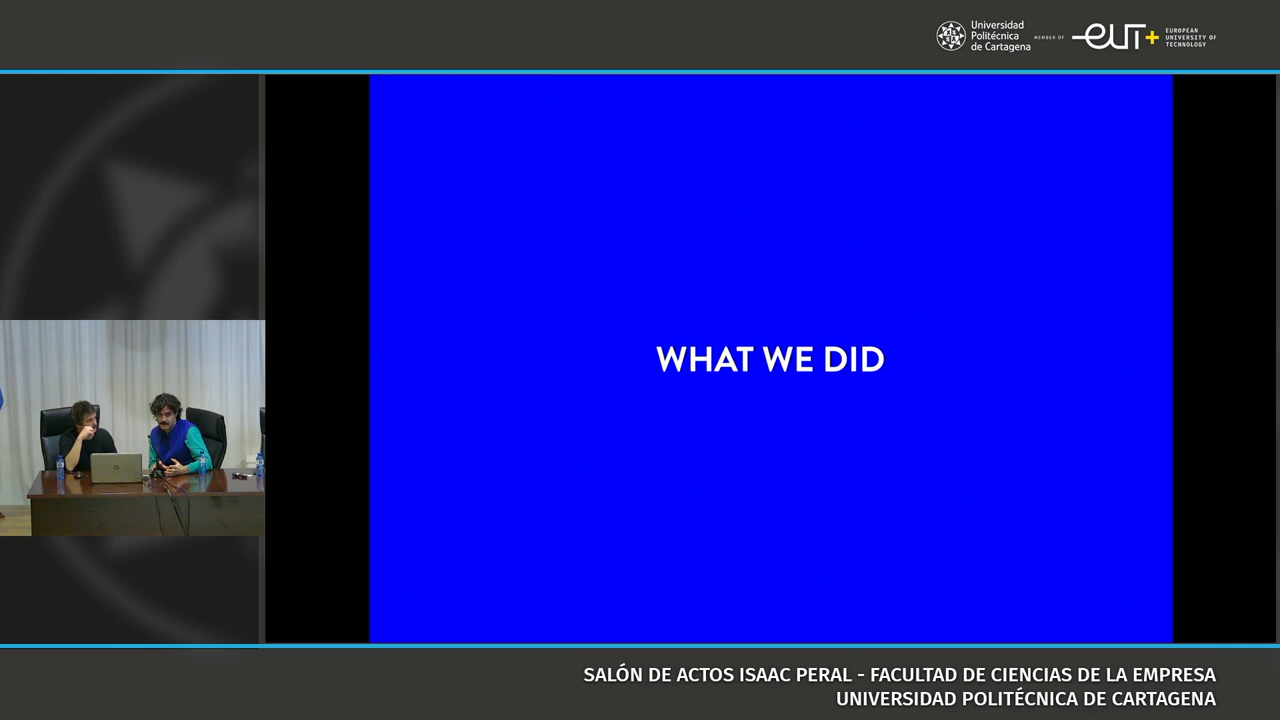 Universidad
Politécnica
de Cartagena
MEMBER OF
EUT+
EUROPEAN
UNIVERSITY OF
TECHNOLOGY
WHAT WE DID
SALÓN DE ACTOS ISAAC PERAL - FACULTAD DE CIENCIAS DE LA EMPRESA
UNIVERSIDAD POLITÉCNICA DE CARTAGENA